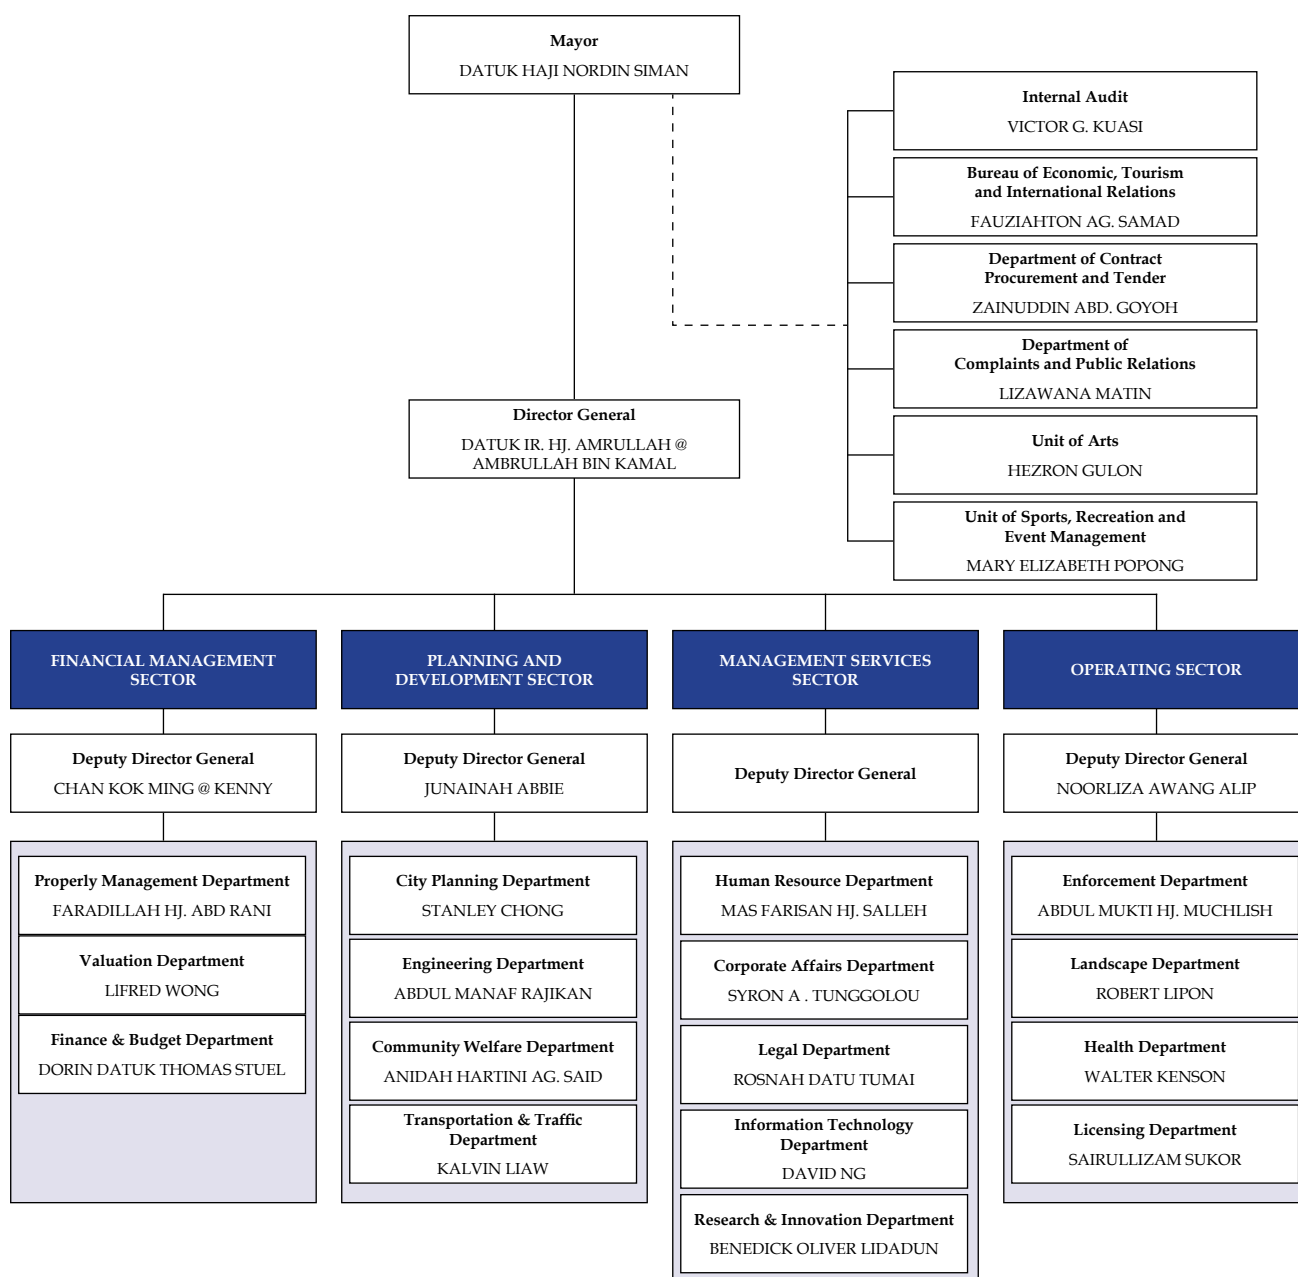 Mayor
DATUK HAJI NORDIN SIMAN
Internal Audit
VICTOR G. KUASI
Bureau of Economic, Tourism
and International Relations
FAUZIAHTON AG. SAMAD
Department of Contract
Procurement and Tender
ZAINUDDIN ABD. GOYOH
Department of
Complaints and Public Relations
LIZAWANA MATIN
Unit of Arts
HEZRON GULON
Unit of Sports, Recreation and
Event Management
MARY ELIZABETH POPONG
Director General
DATUK IR. HJ. AMRULLAH @
AMBRULLAH BIN KAMAL
FINANCIAL MANAGEMENT
SECTOR
Deputy Director General
CHAN KOK MING @ KENNY
Properly Management Department
FARADILLAH HJ. ABD RANI
Valuation Department
LlFRED WONG
Finance & Budget Department
DORIN DATUK THOMAS STUEL
PLANNING AND
DEVELOPMENT SECTOR
Deputy Director General
JUNAINAH ABBIE
City Planning Department
STANLEY CHONG
Engineering Department
ABDUL MANAF RAJIKAN
Community Welfare Department
ANIDAH HARTINI AG. SAID
Transportation & Traffic
Department
KALVIN LIAW
MANAGEMENT SERVICES
SECTOR
Deputy Director General
Human Resource Department
MAS FARISAN HJ. SALLEH
Corporate Affairs Department
SYRON A . TUNGGOLOU
Legal Department
ROSNAH DATU TUMAI
Information Technology
Department
DAVID NG
Research & Innovation Department
BENEDICK OLIVER LIDADUN
OPERATING SECTOR
Deputy Director General
NOORLIZA AWANG ALIP
Enforcement Department
ABDUL MUKTI HJ. MUCHLISH
Landscape Department
ROBERT LIPON
Health Department
WALTER KENSON
Licensing Department
SAIRULLIZAM SUKOR